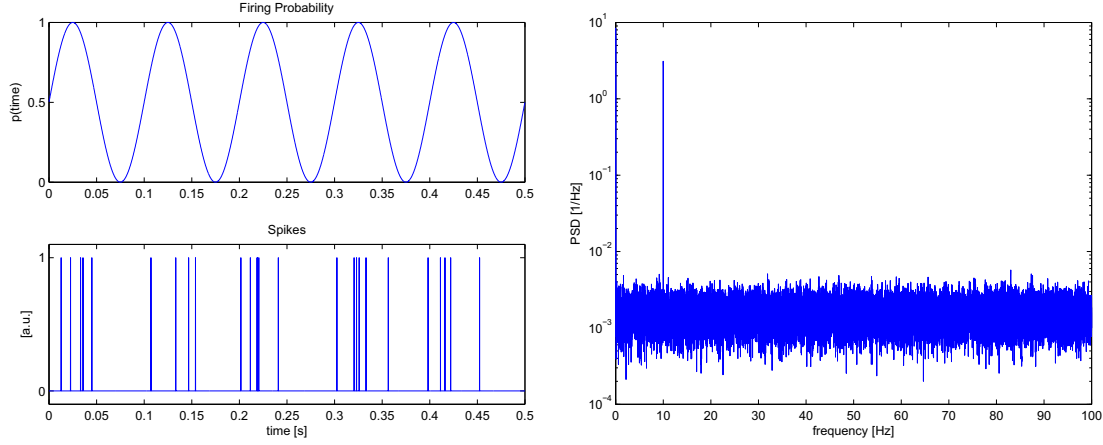 Firing Probability
1
0.5
0
p(time)
0 0.05 0.1 0.15 0.2 0.25 0.3 0.35 0.4 0.45 0.5
Spikes
1
0
[a.u.]
0 0.05 0.1 0.15 0.2 0.25 0.3 0.35 0.4 0.45 0.5
time [s]
10^1
10^0
10^-1
10^-2
10^-3
10^-4
PSD [1/Hz]
0 10 20 30 40 50 60 70 80 90 100
frequency [Hz]